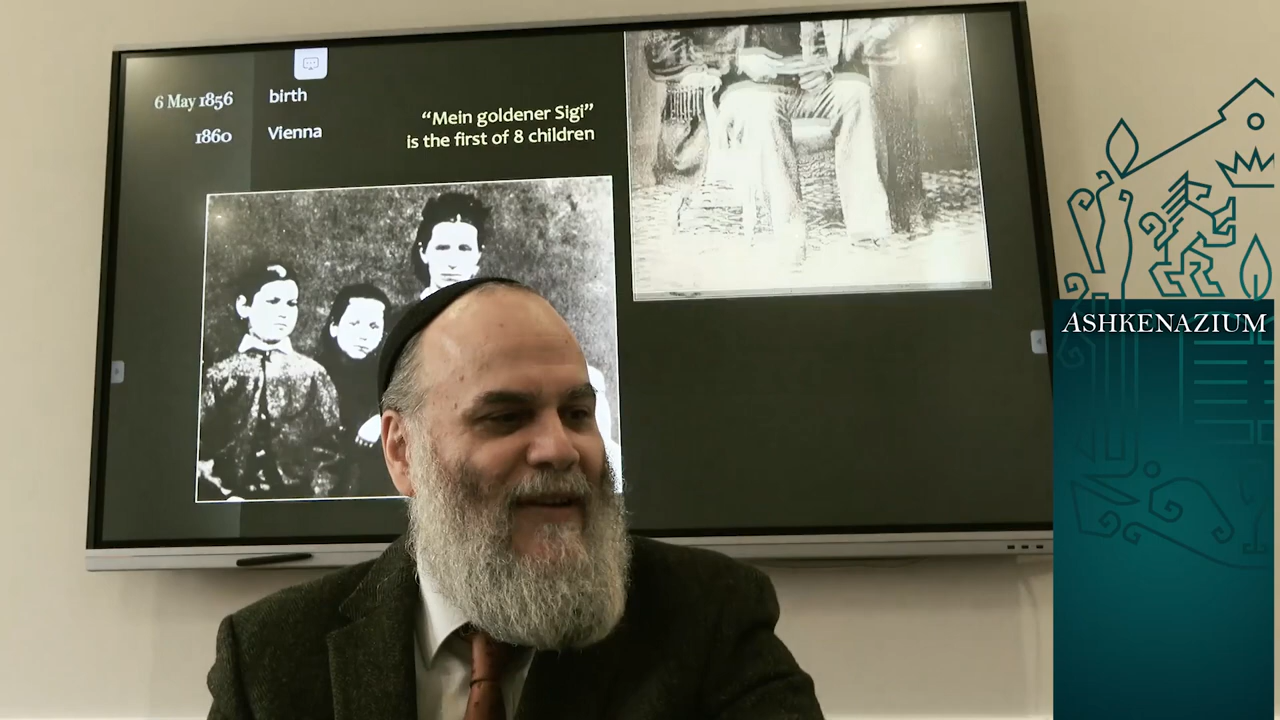 6 May 1856 birth
1860 Vienna
“Mein goldener Sigi”
is the first of 8 children
ASHKENAZIUM